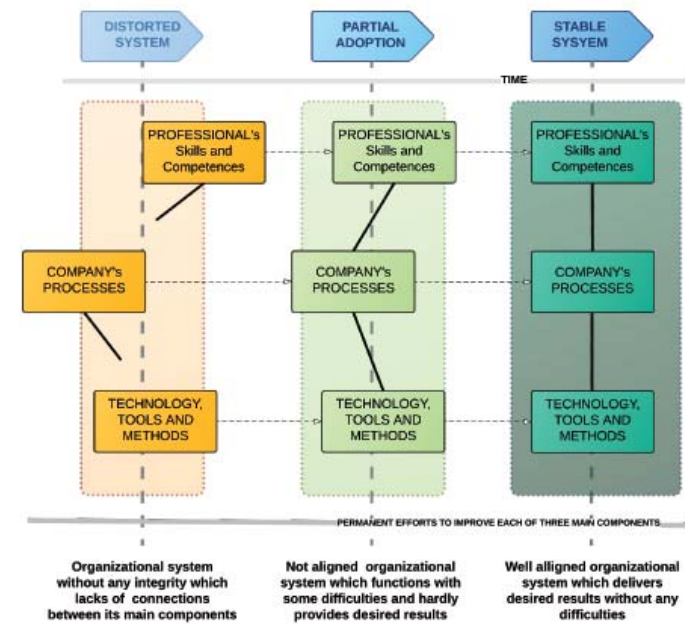 DISTORTED
SYSTEM
PARTIAL
ADOPTION
STABLE
SYSYEM
TIME
PROFESSIONAL's
Skills and
Competences
PROFESSIONAL's
Skills and
Competences
PROFESSIONAL's
Skills and
Competences
COMPANY's
PROCESSES
COMPANY's
PROCESSES
COMPANY's
PROCESSES
TECHNOLOGY,
TOOLS AND
METHODS
TECHNOLOGY,
TOOLS AND
METHODS
TECHNOLOGY,
TOOLS AND
METHODS
PERMANENT EFFORTS TO IMPROVE EACH OF THREE MAIN COMPONENTS
Organizational system
without any integrity which
lacks of connections
between its main components
Not aligned organizational
system which functions with
some difficulties and hardly
provides desired results
Well alligned organizational
system which delivers
desired results without any
difficulties